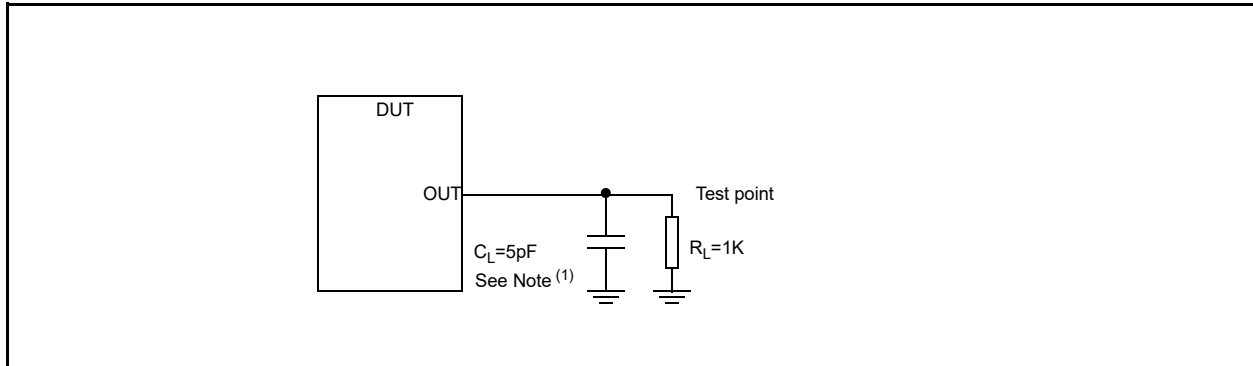 DUT
OUT
Test point
C_L=5pF
R_L=1K
See Note (1)